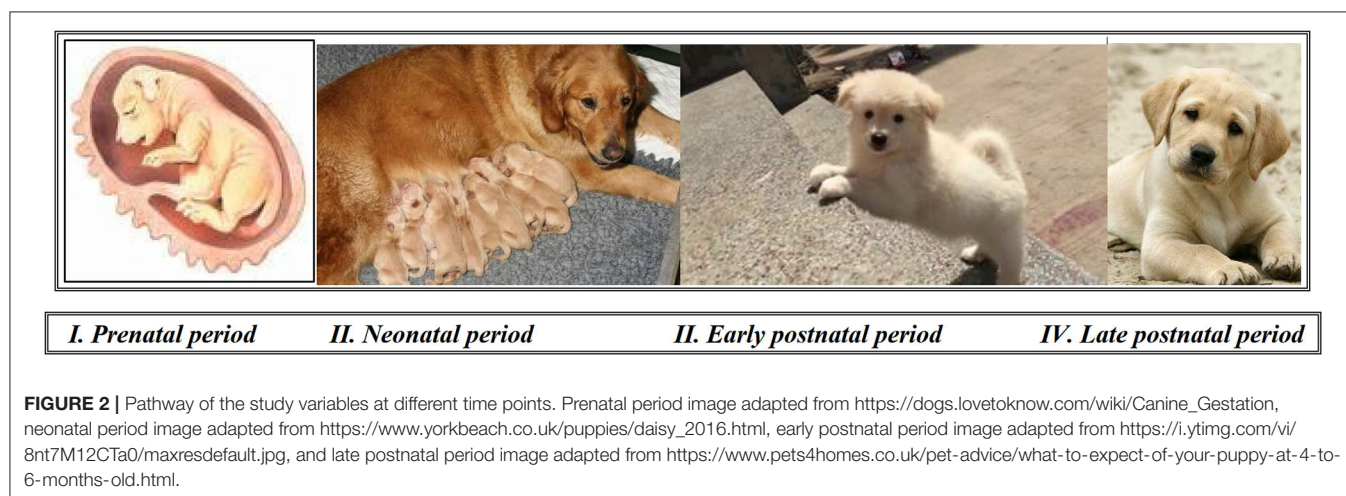 I. Prenatal period II. Neonatal period II. Early postnatal period IV. Late postnatal period
FIGURE 2 | Pathway of the study variables at different time points. Prenatal period image adapted from https://dogs.lovetoknow.com/wiki/Canine_Gestation,
neonatal period image adapted from https://www.yorkbeach.co.uk/puppies/daisy_2016.html, early postnatal period image adapted from https://i.ytimg.com/vi/
8nt7M12CTa0/maxresdefault.jpg, and late postnatal period image adapted from https://www.pets4homes.co.uk/pet-advice/what-to-expect-of-your-puppy-at-4-to-
6-months-old.html.